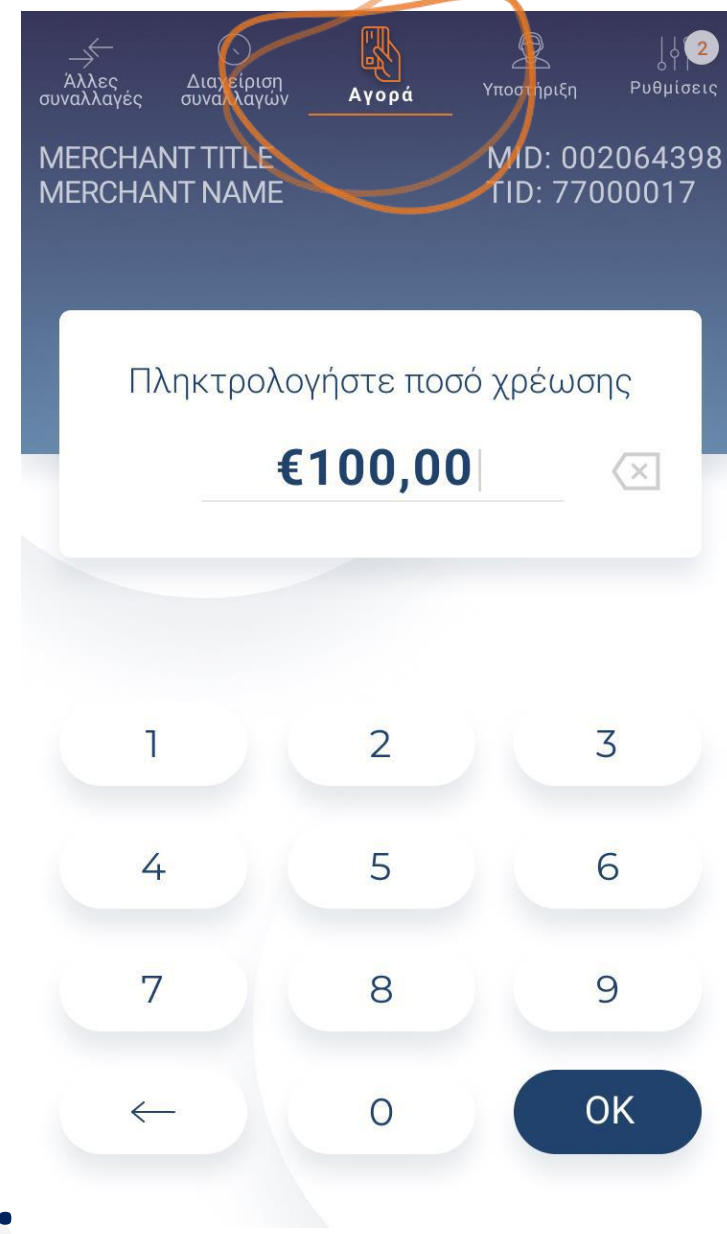 Άλλες
συναλλαγές
Διαχείριση
συναλλαγών
Αγορά
Υποστήριξη
2
Ρυθμίσεις
MERCHANT TITLE
MID: 002064398
MERCHANT NAME
TID: 77000017
Πληκτρολογήστε ποσό χρέωσης
€100,00
1 2 3
4 5 6
7 8 9
← 0 OK